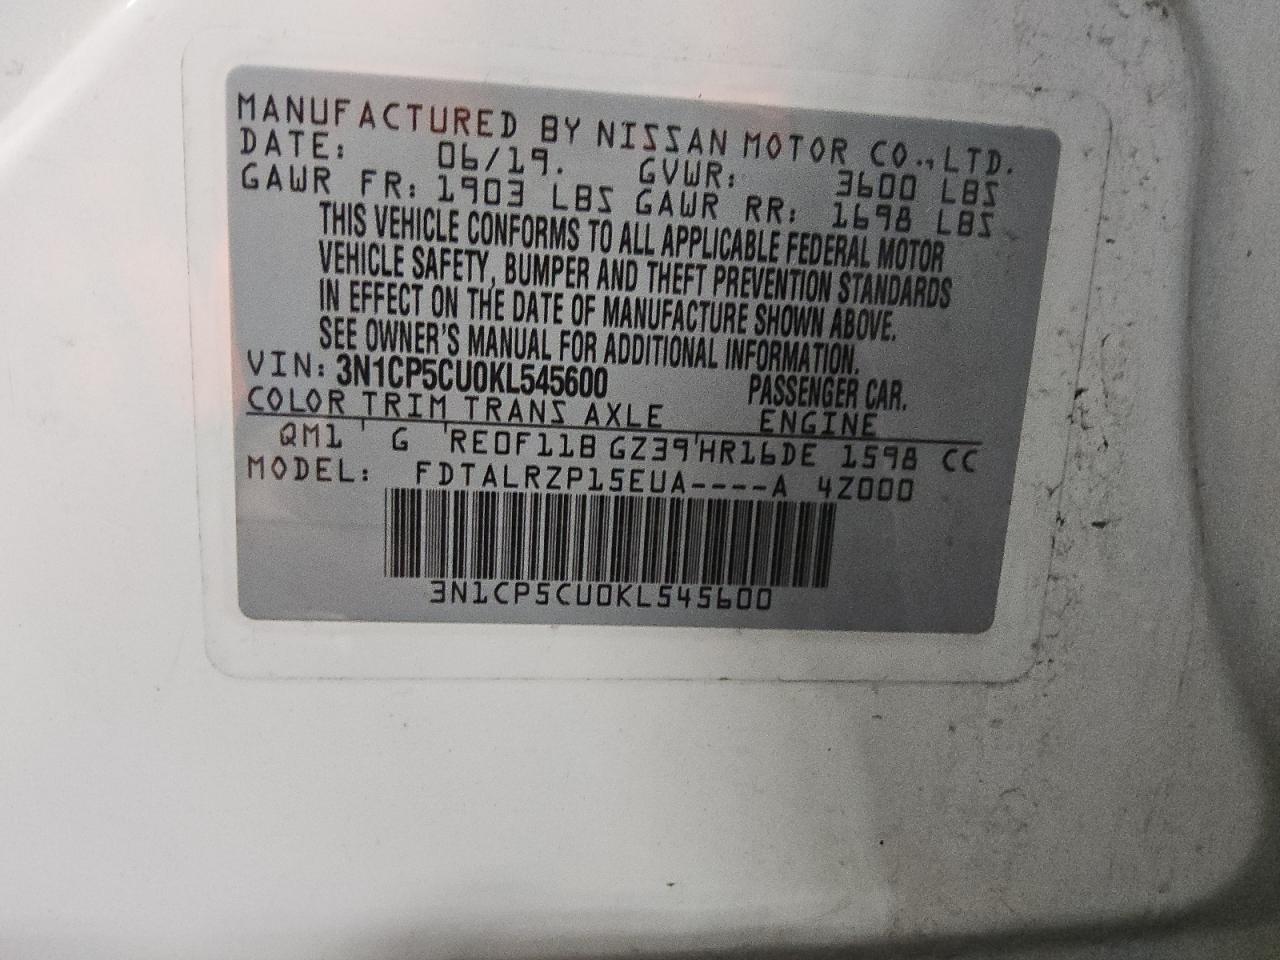 MANUFACTURED BY NISSAN MOTOR CO., LTD.
DATE: 06/19. GVWR: 3600 LBS
GAWR FR: 1903 LBS GAWR RR: 1698 LBS
THIS VEHICLE CONFORMS TO ALL APPLICABLE FEDERAL MOTOR
VEHICLE SAFETY, BUMPER AND THEFT PREVENTION STANDARDS
IN EFFECT ON THE DATE OF MANUFACTURE SHOWN ABOVE.
SEE OWNER'S MANUAL FOR ADDITIONAL INFORMATION.
VIN: 3N1CP5CU0KL545600 PASSENGER CAR.
COLOR TRIM TRANS AXLE ENGINE
QM1 ' G 'RE0F11B GZ39'HR16DE 1598 CC
MODEL: FDTALRZP15EUA----A 4Z000
3N1CP5CU0KL545600